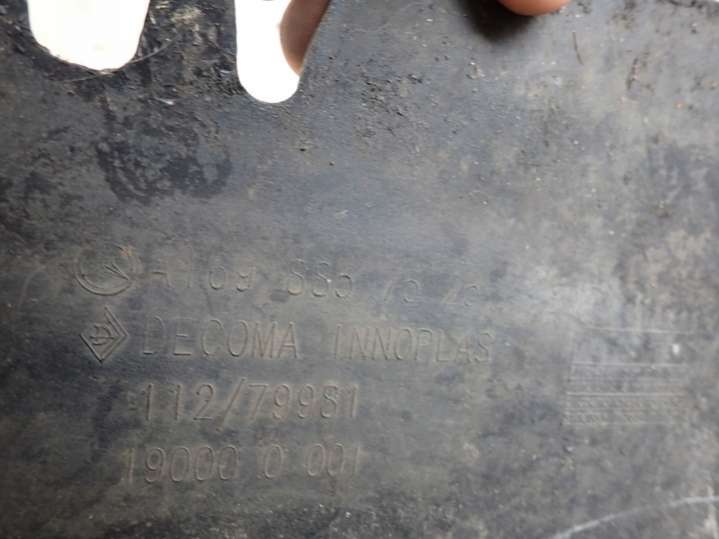 A169 885
DECOMA INNOPLAS
112/79981
19000 0 001